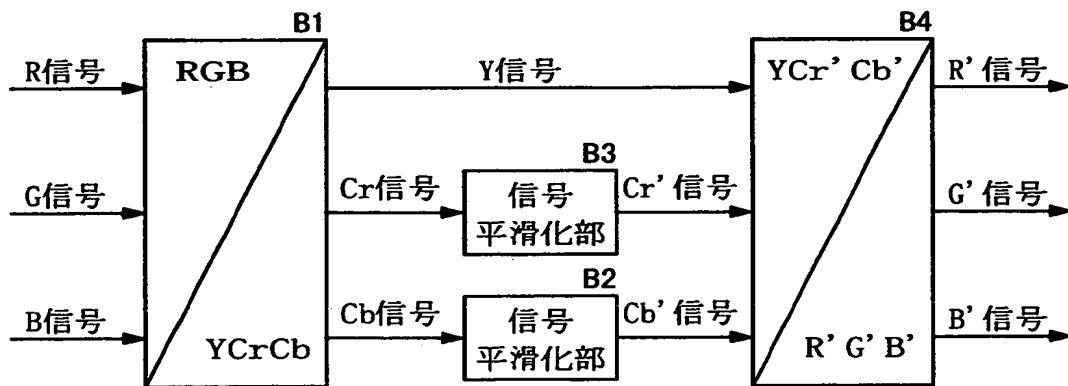 B1
B4
R信号
RGB
Y信号
YCr'Cb'
R'信号
B3
G信号
Cr信号
信号
平滑化部
Cr'信号
G'信号
B2
B信号
YCrCb
Cb信号
信号
平滑化部
Cb'信号
R'G'B'
B'信号